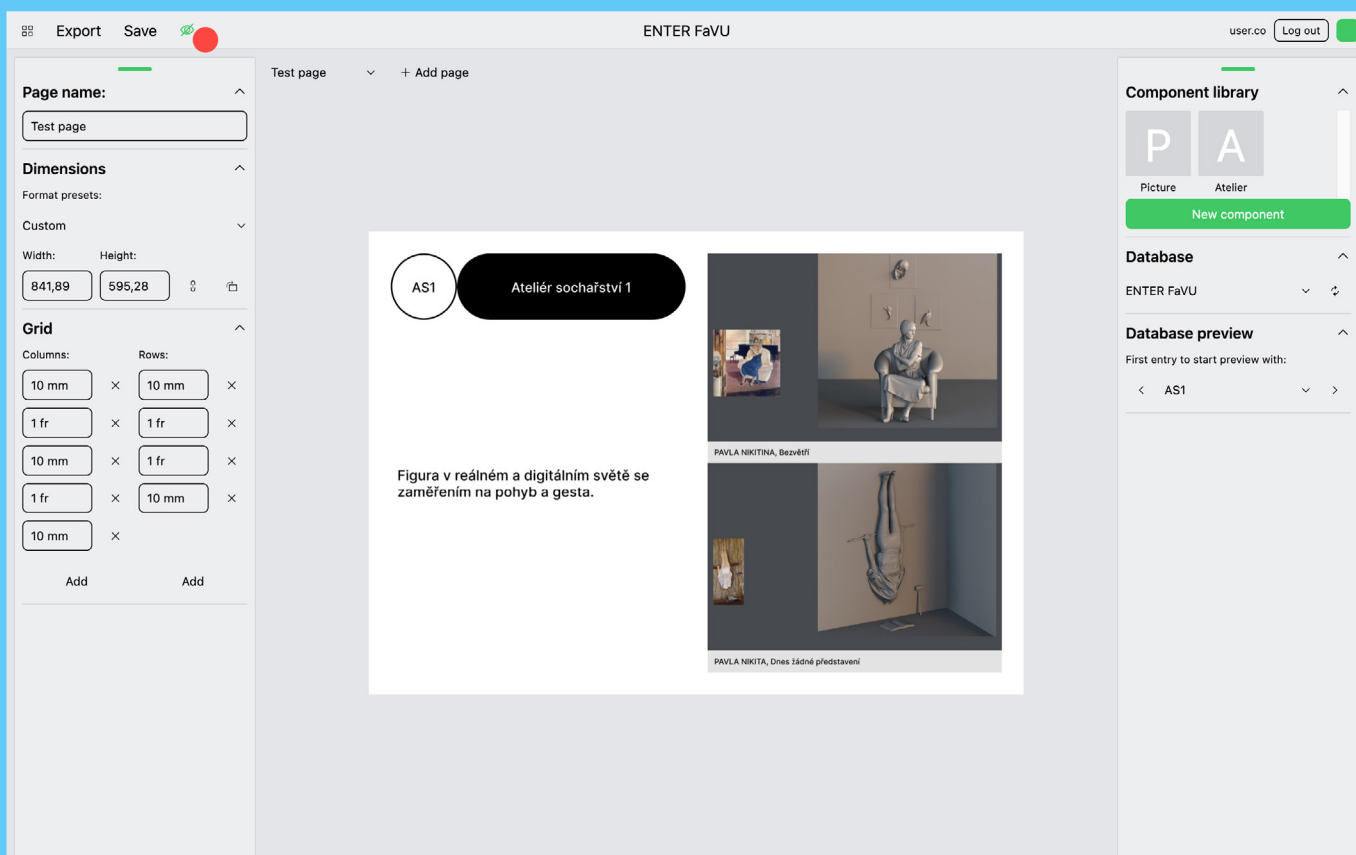 Export Save ENTER FaVU user.co Log out
Test page + Add page
Page name:
Test page
Dimensions
Format presets:
Custom
Width: Height:
841,89 595,28
Grid
Columns: Rows:
10 mm × 10 mm ×
1 fr × 1 fr ×
10 mm × 1 fr ×
1 fr × 10 mm ×
10 mm ×
Add Add
AS1 Ateliér sochařství 1
Figura v reálném a digitálním světě se
zaměřením na pohyb a gesta.
PAVLA NIKITINA, Bezvětří
PAVLA NIKITA, Dnes žádné představení
Component library
P A
Picture Atelier
New component
Database
ENTER FaVU
Database preview
First entry to start preview with:
AS1